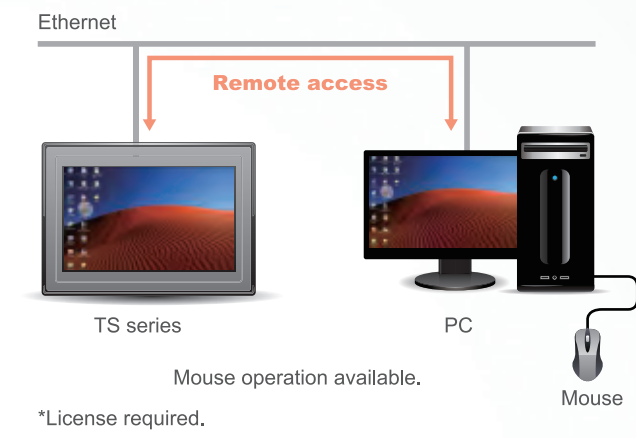 Ethernet
Remote access
TS series
PC
Mouse operation available.
Mouse
*License required.